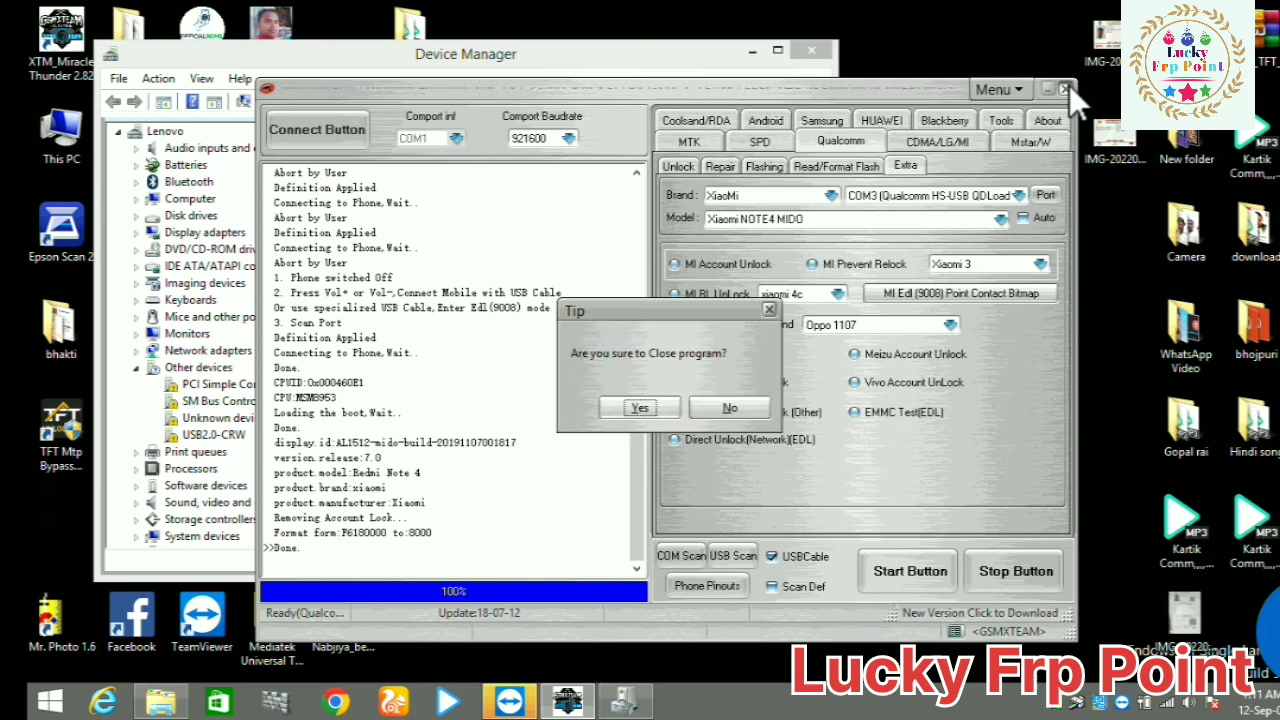 XTM_Miracle
Thunder 2.82
OFFICIALROMS
Device Manager
File Action View Help
Menu
Lucky
Frp Point
Connect Button
Comport inf
COM1
Comport Baudrate
921600
Coolsand/RDA Android Samsung HUAWEI Blackberry Tools About
MTK SPD Qualcomm CDMA/LG/MI Mstar/W
Unlock Repair Flashing Read/Format Flash Extra
Brand: XiaoMi COM3 (Qualcomm HS-USB QDLoad Port
Model: Xiaomi NOTE4 MIDO Auto
MI Account Unlock MI Prevent Relock Xiaomi 3
MI BL UnLock xiaomi 4c MI Edl (9008) Point Contact Bitmap
Oppo 1107
Meizu Account Unlock
Vivo Account UnLock
(Other) EMMC Test(EDL)
Direct Unlock(Network)(EDL)
Tip
Are you sure to Close program?
Yes No
Lenovo
Audio inputs and
Batteries
Bluetooth
Computer
Disk drives
Display adapters
DVD/CD-ROM
IDE ATA/ATAPI co
Imaging devices
Keyboards
Mice and other po
Monitors
Network adapters
Other devices
PCI Simple Co
SM Bus Contro
Unknown devi
USB2.0-CRW
Print queues
Processors
Software devices
Sound, video and
Storage controllers
System devices
Abort by User
Definition Applied
Connecting to Phone,Wait..
Abort by User
Definition Applied
Connecting to Phone,Wait..
Abort by User
1. Phone switched Off
2. Press Vol+ or Vol-,Connect Mobile with USB Cable
Or use specialized USB Cable,Enter Edl(9008) mode
3. Scan Port
Definition Applied
Connecting to Phone,Wait..
Done.
CPUID:0x000460E1
CPU:MSM8953
Loading the boot,Wait..
Done.
display.id:AL1512-mido-build-20191107001817
version.release:7.0
product.model:Redmi Note 4
product.brand:xiaomi
product.manufacturer:Xiaomi
Removing Account Lock...
Format form:F6180000 to:8000
>>Done.
100%
COM Scan USB Scan USBCable
Phone Pinouts Scan Def
Start Button Stop Button
Ready(Qualco... Update:18-07-12 New Version Click to Download
<GSMXTEAM>
This PC
Epson Scan 2
bhakti
TFT Mtp
Bypass...
Mr. Photo 1.6
Facebook
TeamViewer
Mediatek
Universal T...
Nabjiya_be...
IMG-20220...
New folder
MP3
Kartik
Comm,,,,...
Camera
download
WhatsApp
Video
bhojpuri
Gopal rai
Hindi song
MP3
Kartik
Comm,,,,...
MP3
Kartik
Comm,,,,...
Lucky Frp Point